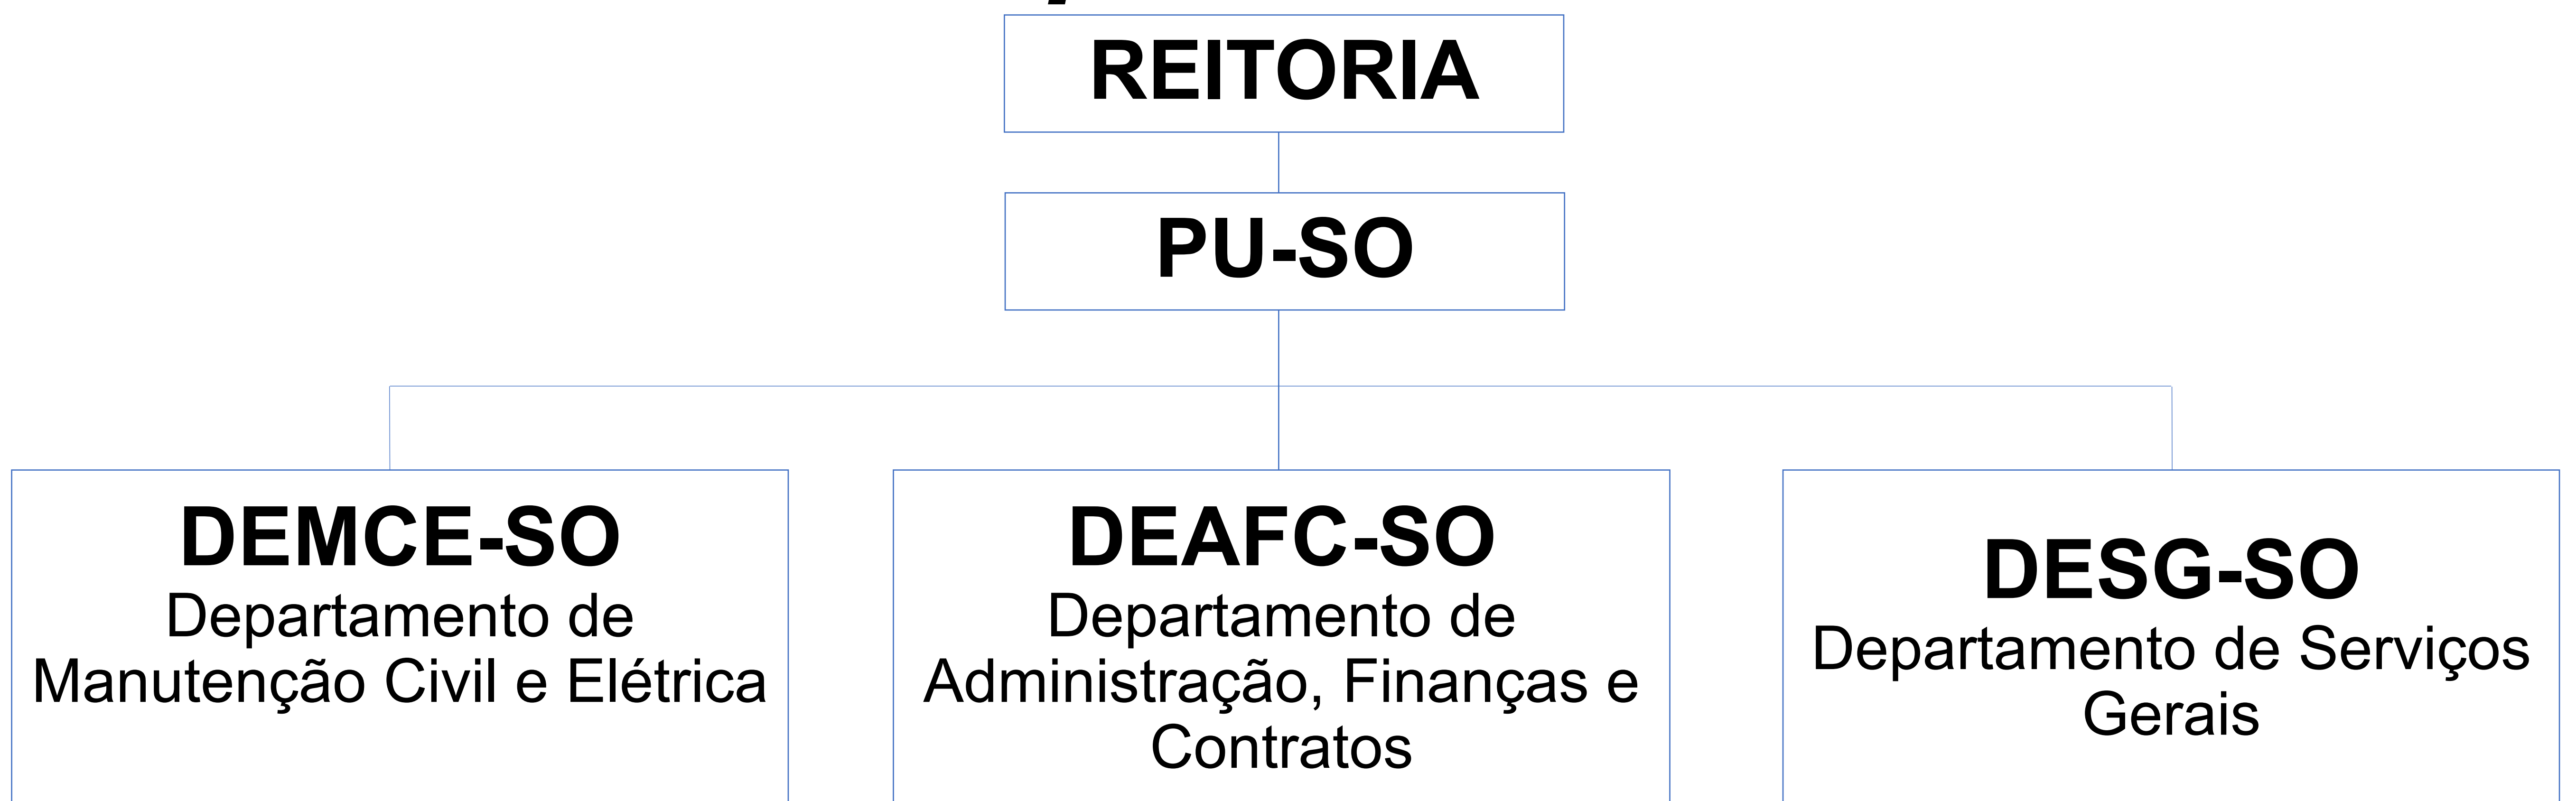 REITORIA
PU-SO
DEMCE-SO
Departamento de
Manutenção Civil e Elétrica
DEAFC-SO
Departamento de
Administração, Finanças e
Contratos
DESG-SO
Departamento de Serviços
Gerais